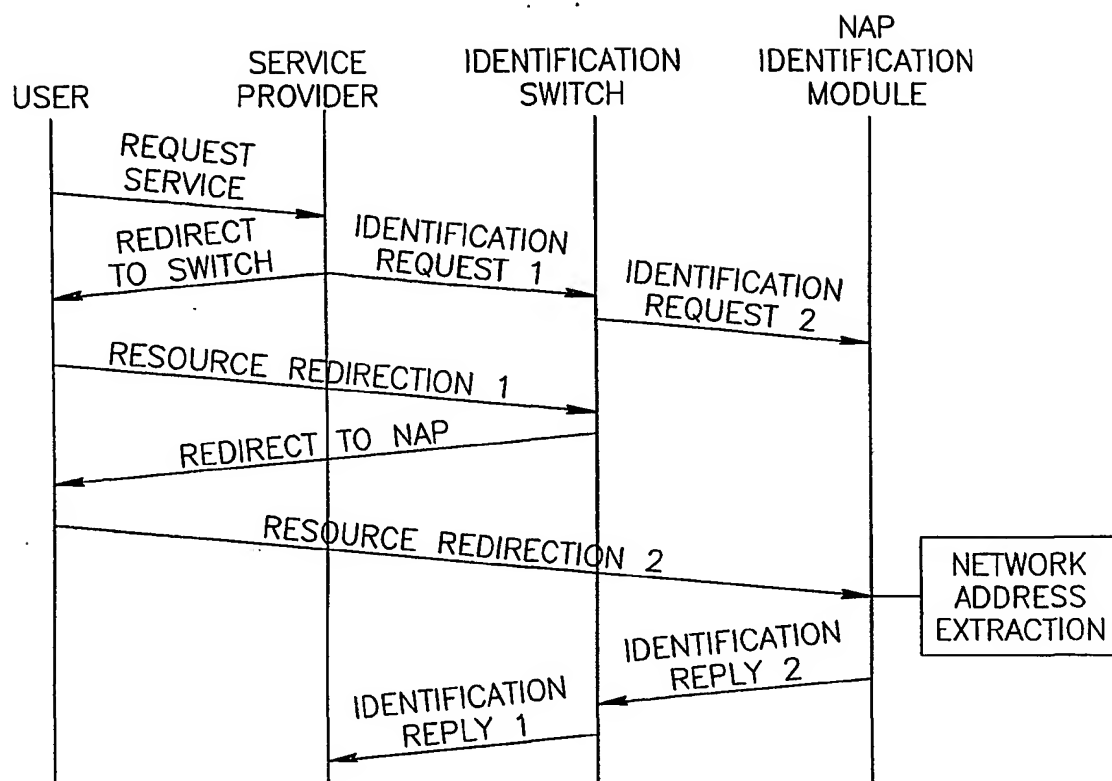 USER
SERVICE
PROVIDER
IDENTIFICATION
SWITCH
NAP
IDENTIFICATION
MODULE
REQUEST
SERVICE
REDIRECT
TO SWITCH
IDENTIFICATION
REQUEST 1
IDENTIFICATION
REQUEST 2
RESOURCE REDIRECTION 1
REDIRECT TO NAP
RESOURCE REDIRECTION 2
NETWORK
ADDRESS
EXTRACTION
IDENTIFICATION
REPLY 2
IDENTIFICATION
REPLY 1